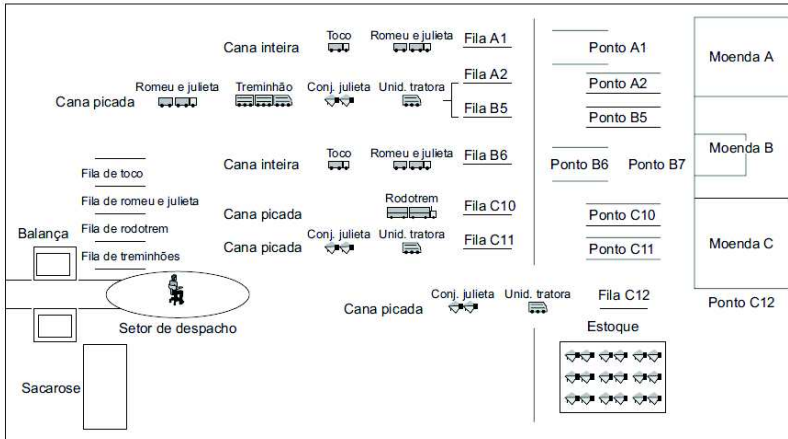 Toco Romeu e julieta Fila A1
Cana inteira
Ponto A1
Moenda A
Fila A2
Romeu e julieta Treminhão Conj. julieta Unid. tratora
Cana picada
Ponto A2
Fila B5
Ponto B5
Toco Romeu e julieta Fila B6
Cana inteira
Ponto B6 Ponto B7
Moenda B
Fila de toco
Rodotrem
Fila de romeu e julieta
Cana picada
Fila C10
Ponto C10
Balança
Fila de rodotrem
Conj. julieta Unid. tratora Fila C11
Cana picada
Ponto C11
Moenda C
Fila de treminhões
Conj. julieta Unid. tratora Fila C12
Cana picada
Ponto C12
Setor de despacho
Estoque
Sacarose